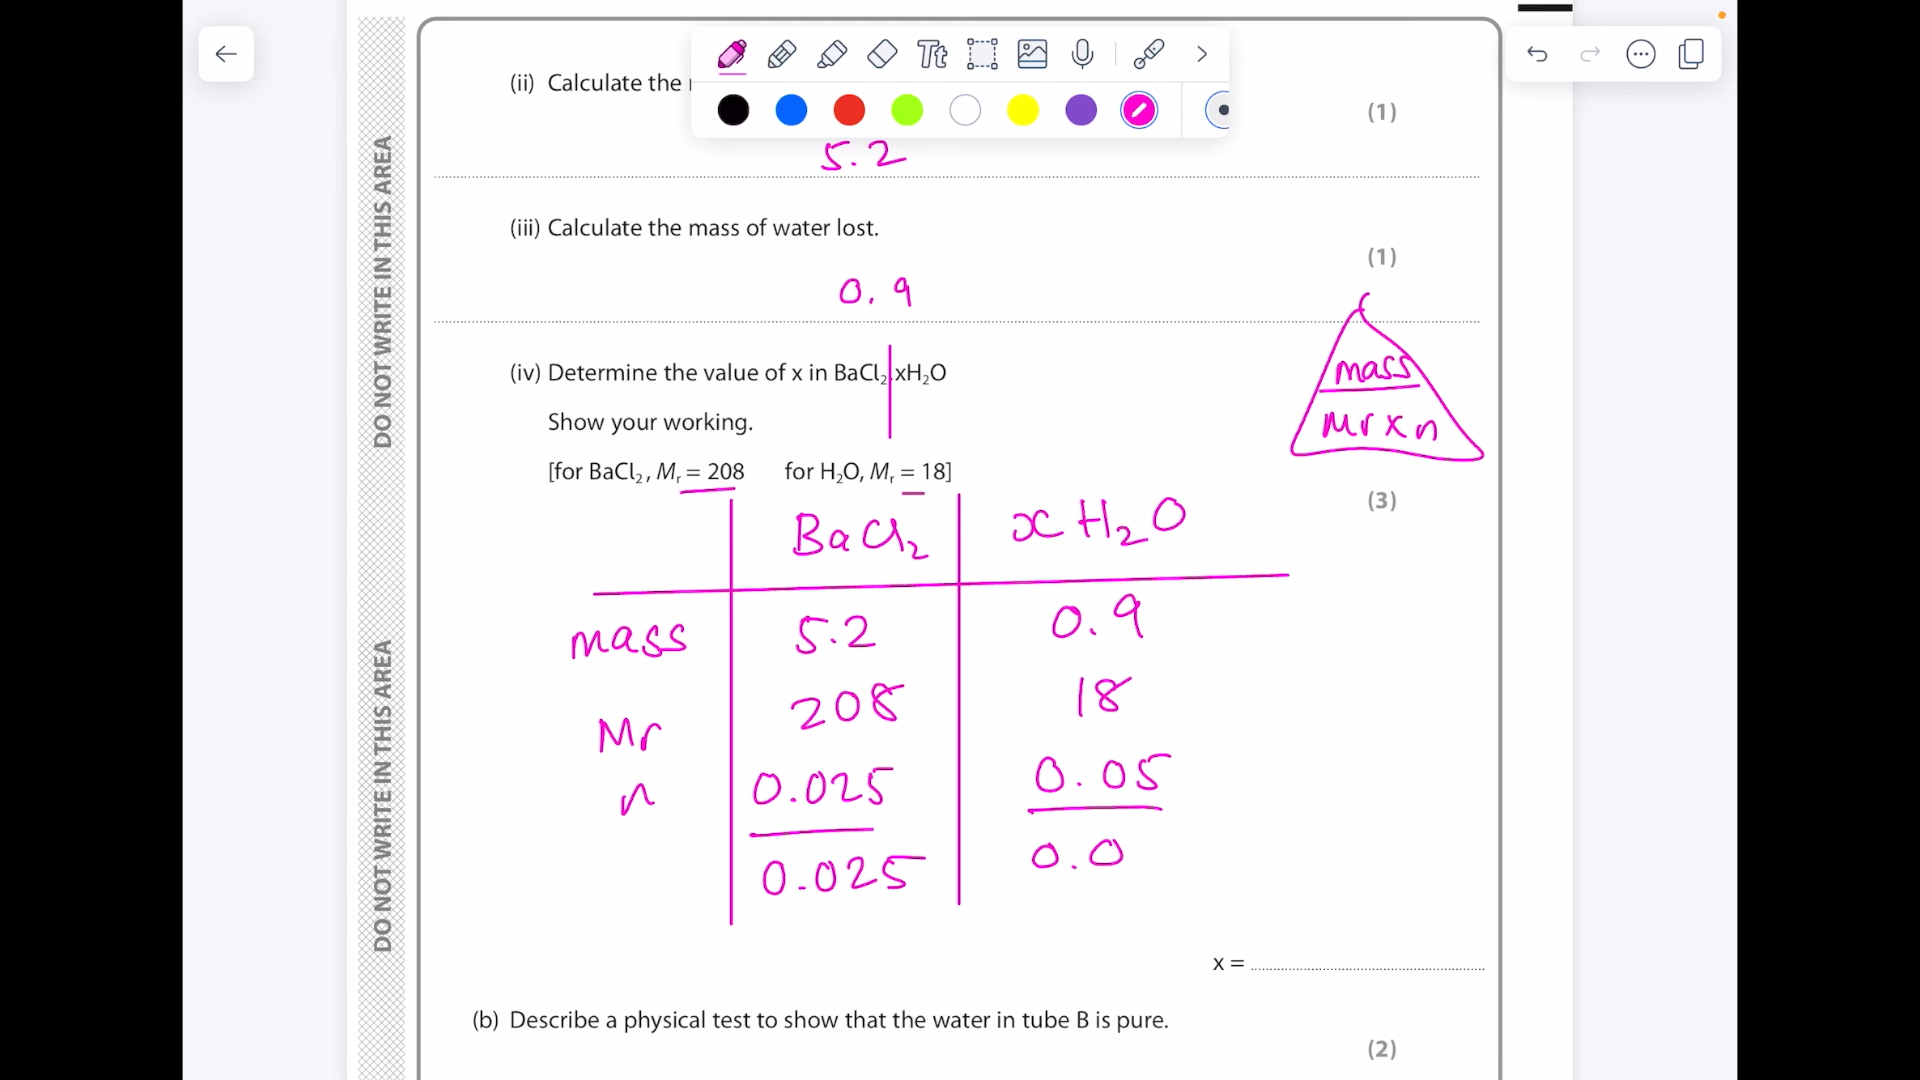 Tt
(ii) Calculate the
(1)
5.2
(iii) Calculate the mass of water lost.
(1)
0.9
(iv) Determine the value of x in BaCl₂.xH₂O
mass
Show your working.
Mr x n
[for BaCl₂, Mᵣ = 208 for H₂O, Mᵣ = 18]
(3)
BaCl₂ xH₂O
mass 5.2 0.9
Mr 208 18
n 0.025 0.05
0.025 0.0
x =
(b) Describe a physical test to show that the water in tube B is pure.
(2)
DO NOT WRITE IN THIS AREA
DO NOT WRITE IN THIS AREA